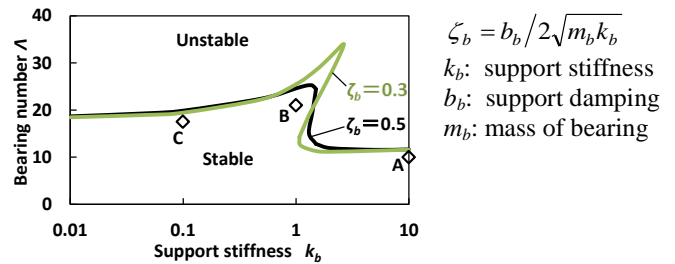 Unstable
Stable
ζb＝0.3
ζb＝0.5
A
B
C
40
30
20
10
0
0.01 0.1 1 10
Bearing number Λ
Support stiffness kb
ζb = bb/2√mbkb
kb: support stiffness
bb: support damping
mb: mass of bearing